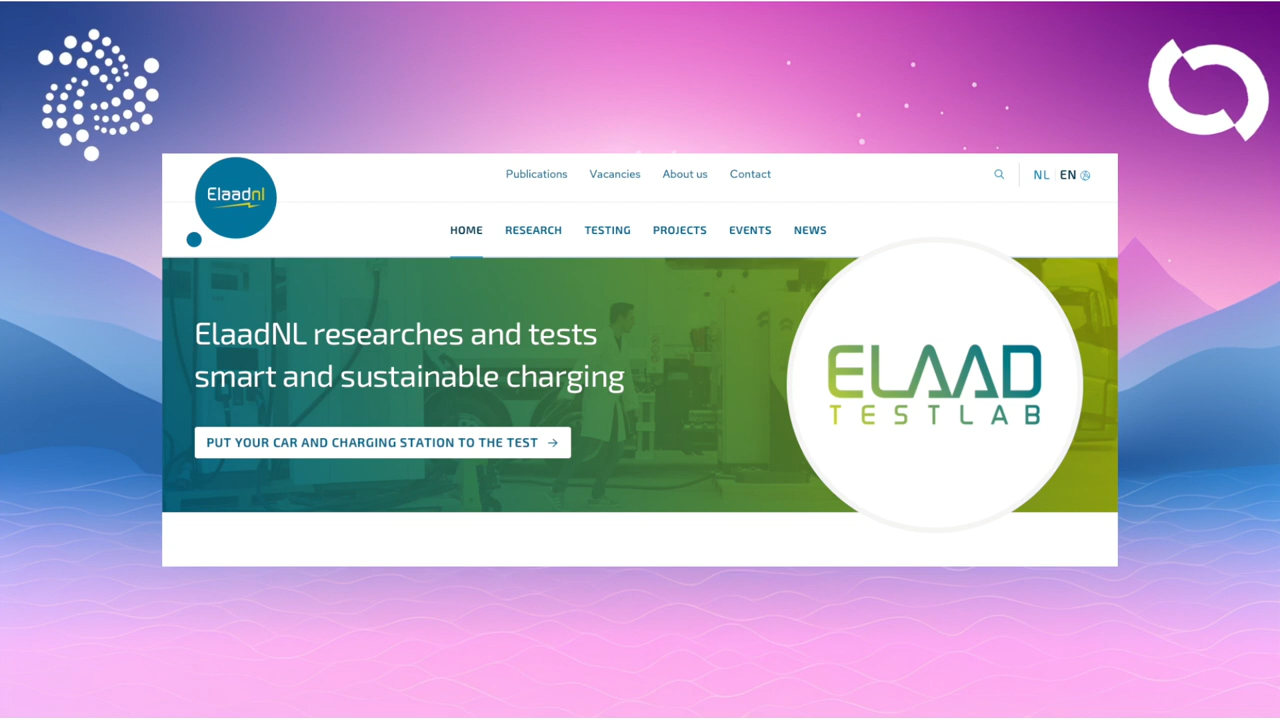 Elaadnl
Publications Vacancies About us Contact
NL EN
HOME RESEARCH TESTING PROJECTS EVENTS NEWS
ElaadNL researches and tests
smart and sustainable charging
PUT YOUR CAR AND CHARGING STATION TO THE TEST
ELAAD
TESTLAB